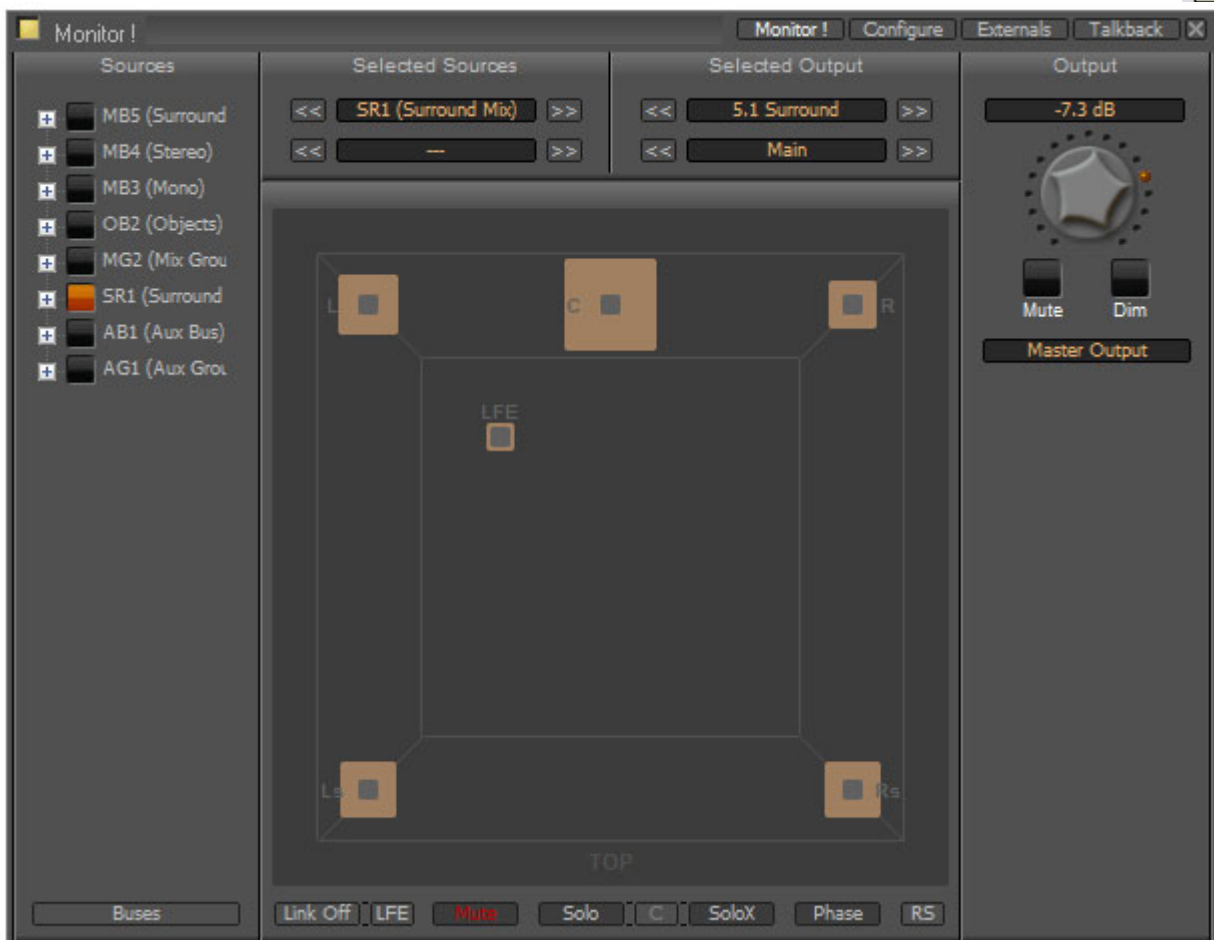 Monitor !
Monitor ! Configure Externals Talkback X
Sources
MB5 (Surround
MB4 (Stereo)
MB3 (Mono)
OB2 (Objects)
MG2 (Mix Grou
SR1 (Surround
AB1 (Aux Bus)
AG1 (Aux Grou
Buses
Selected Sources
<< SR1 (Surround Mix) >>
<< --- >>
Selected Output
<< 5.1 Surround >>
<< Main >>
L
C
R
LFE
Ls
Rs
TOP
Link Off LFE Mute Solo C SoloX Phase RS
Output
-7.3 dB
Mute Dim
Master Output